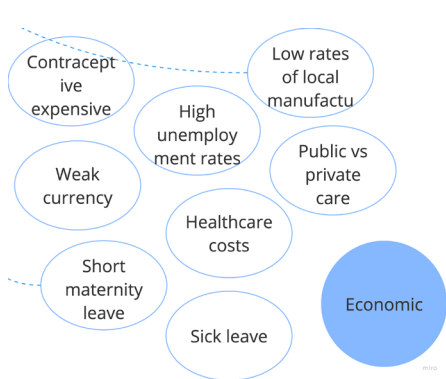 Contracept
ive
expensive
Low rates
of local
manufactu
High
unemploy
ment rates
Public vs
private
care
Weak
currency
Healthcare
costs
Short
maternity
leave
Economic
Sick leave
miro